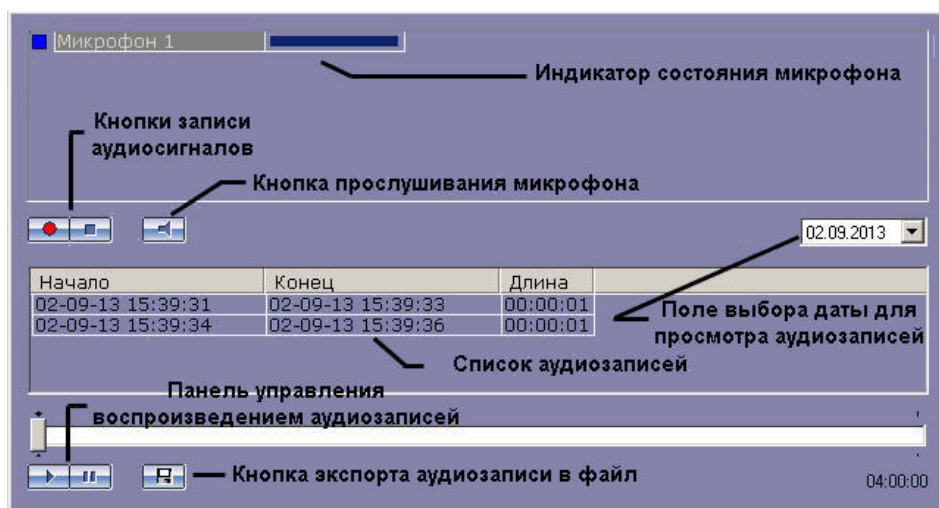 Микрофон 1
Индикатор состояния микрофона
Кнопки записи
аудиосигналов
Кнопка прослушивания микрофона
02.09.2013
Начало Конец Длина
02-09-13 15:39:31 02-09-13 15:39:33 00:00:01
02-09-13 15:39:34 02-09-13 15:39:36 00:00:01
Поле выбора даты для
просмотра аудиозаписей
Список аудиозаписей
Панель управления
воспроизведением аудиозаписей
Кнопка экспорта аудиозаписи в файл
04:00:00